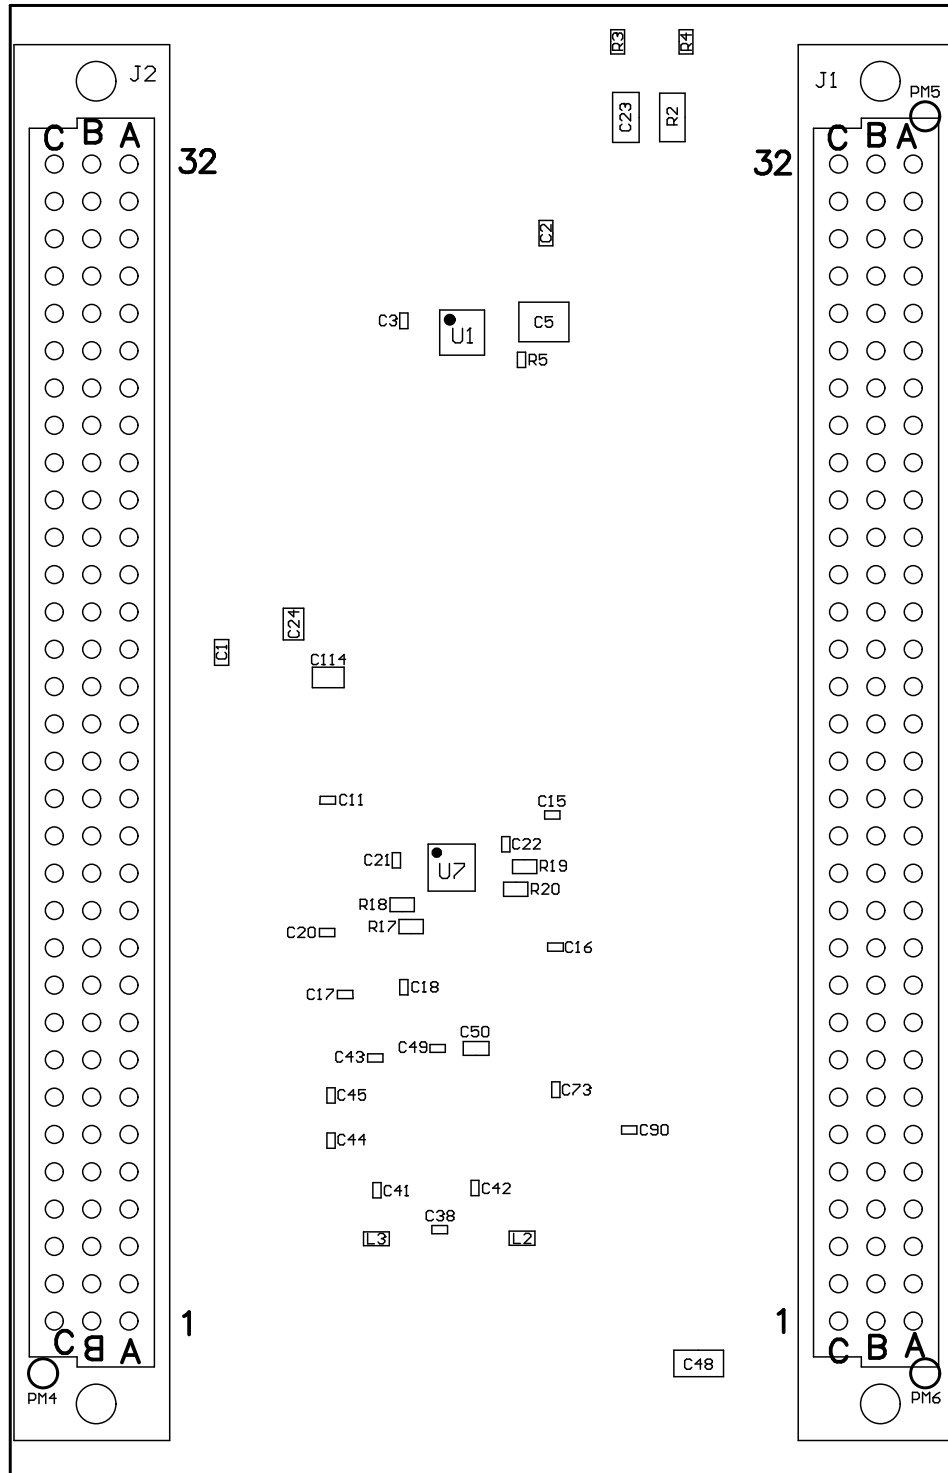 R3 R4
J2 J1
PM5
C23 R2
C B A C B A
32 32
C2
C3 U1 C5
R5
C24
C1
C114
C11 C15
C22
C21 U7 R19
R20
R18
R17
C20 C16
C17 C18
C50
C49
C43
C45 C73
C44 C90
C41 C42
C38
L3 L2
1 1
C B A C B A
C48
PM4 PM6